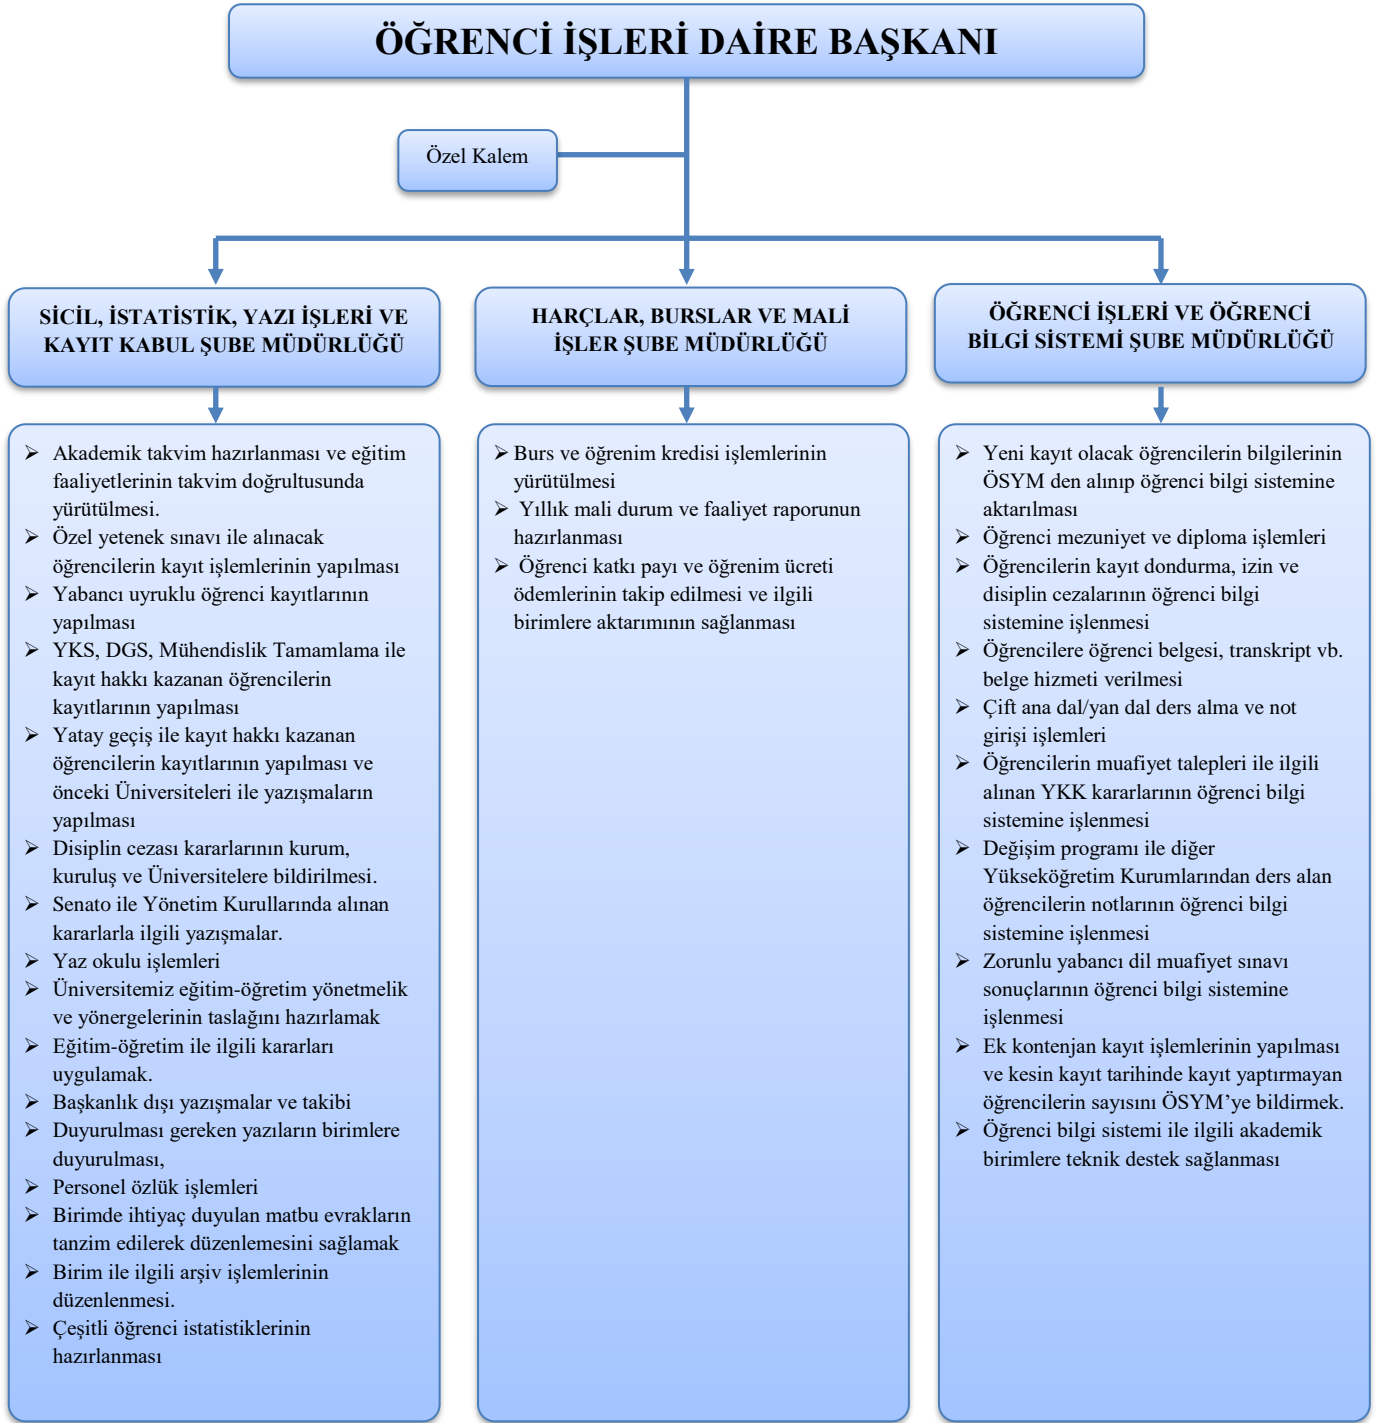 ÖĞRENCİ İŞLERİ DAİRE BAŞKANI
Özel Kalem
SİCİL, İSTATİSTİK, YAZI İŞLERİ VE
KAYIT KABUL ŞUBE MÜDÜRLÜĞÜ
➢ Akademik takvim hazırlanması ve eğitim
faaliyetlerinin takvim doğrultusunda
yürütülmesi.
➢ Özel yetenek sınavı ile alınacak
öğrencilerin kayıt işlemlerinin yapılması
➢ Yabancı uyruklu öğrenci kayıtlarının
yapılması
➢ YKS, DGS, Mühendislik Tamamlama ile
kayıt hakkı kazanan öğrencilerin
kayıtlarının yapılması
➢ Yatay geçiş ile kayıt hakkı kazanan
öğrencilerin kayıtlarının yapılması ve
önceki Üniversiteleri ile yazışmaların
yapılması
➢ Disiplin cezası kararlarının kurum,
kuruluş ve Üniversitelere bildirilmesi.
➢ Senato ile Yönetim Kurullarında alınan
kararlarla ilgili yazışmalar.
➢ Yaz okulu işlemleri
➢ Üniversitemiz eğitim-öğretim yönetmelik
ve yönergelerinin taslağını hazırlamak
➢ Eğitim-öğretim ile ilgili kararları
uygulamak.
➢ Başkanlık dışı yazışmalar ve takibi
➢ Duyurulması gereken yazıların birimlere
duyurulması,
➢ Personel özlük işlemleri
➢ Birimde ihtiyaç duyulan matbu evrakların
tanzim edilerek düzenlemesini sağlamak
➢ Birim ile ilgili arşiv işlemlerinin
düzenlenmesi.
➢ Çeşitli öğrenci istatistiklerinin
hazırlanması
HARÇLAR, BURSLAR VE MALİ
İŞLER ŞUBE MÜDÜRLÜĞÜ
➢ Burs ve öğrenim kredisi işlemlerinin
yürütülmesi
➢ Yıllık mali durum ve faaliyet raporunun
hazırlanması
➢ Öğrenci katkı payı ve öğrenim ücreti
ödemlerinin takip edilmesi ve ilgili
birimlere aktarımının sağlanması
ÖĞRENCİ İŞLERİ VE ÖĞRENCİ
BİLGİ SİSTEMİ ŞUBE MÜDÜRLÜĞÜ
➢ Yeni kayıt olacak öğrencilerin bilgilerinin
ÖSYM den alınıp öğrenci bilgi sistemine
aktarılması
➢ Öğrenci mezuniyet ve diploma işlemleri
➢ Öğrencilerin kayıt dondurma, izin ve
disiplin cezalarının öğrenci bilgi
sistemine işlenmesi
➢ Öğrencilere öğrenci belgesi, transkript vb.
belge hizmeti verilmesi
➢ Çift ana dal/yan dal ders alma ve not
girişi işlemleri
➢ Öğrencilerin muafiyet talepleri ile ilgili
alınan YKK kararlarının öğrenci bilgi
sistemine işlenmesi
➢ Değişim programı ile diğer
Yükseköğretim Kurumlarından ders alan
öğrencilerin notlarının öğrenci bilgi
sistemine işlenmesi
➢ Zorunlu yabancı dil muafiyet sınavı
sonuçlarının öğrenci bilgi sistemine
işlenmesi
➢ Ek kontenjan kayıt işlemlerinin yapılması
ve kesin kayıt tarihinde kayıt yaptırmayan
öğrencilerin sayısını ÖSYM’ye bildirmek.
➢ Öğrenci bilgi sistemi ile ilgili akademik
birimlere teknik destek sağlanması